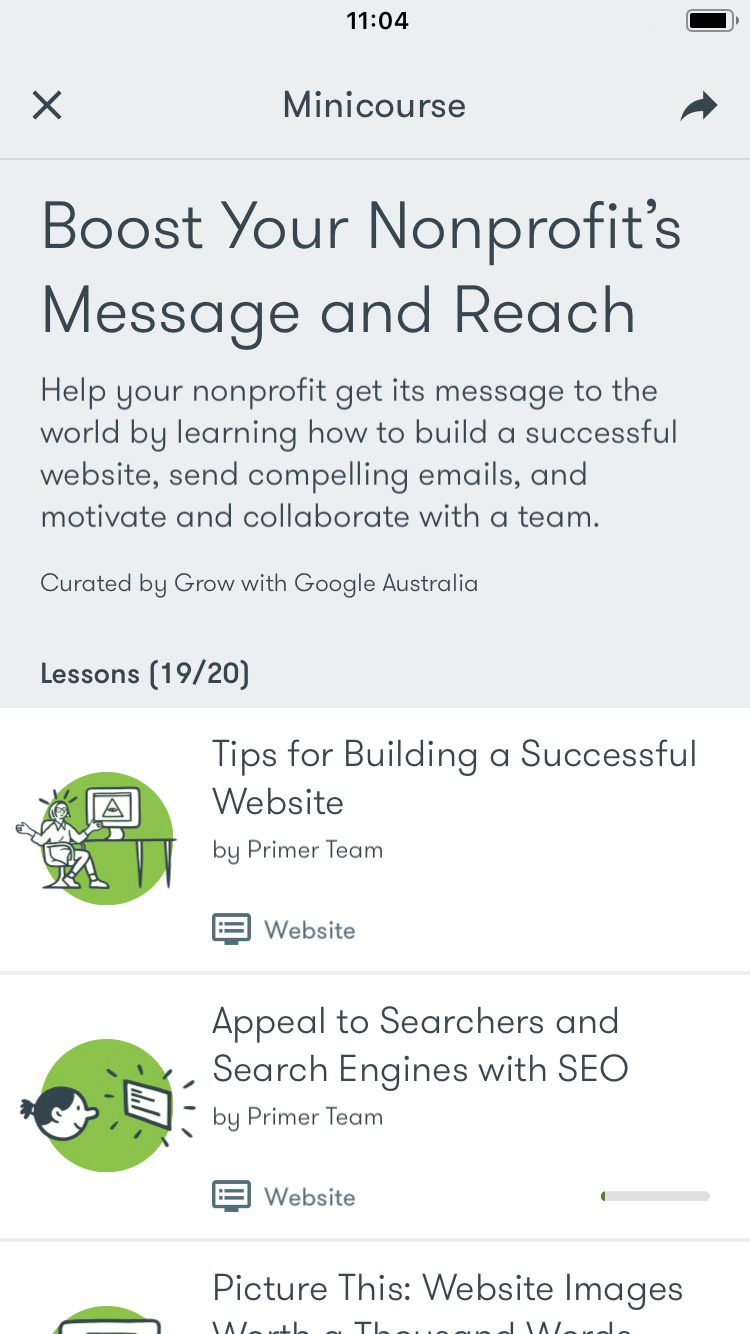 11:04
Minicourse
Boost Your Nonprofit’s
Message and Reach
Help your nonprofit get its message to the
world by learning how to build a successful
website, send compelling emails, and
motivate and collaborate with a team.
Curated by Grow with Google Australia
Lessons (19/20)
Tips for Building a Successful
Website
by Primer Team
Website
Appeal to Searchers and
Search Engines with SEO
by Primer Team
Website
Picture This: Website Images
Worth a Thousand Words